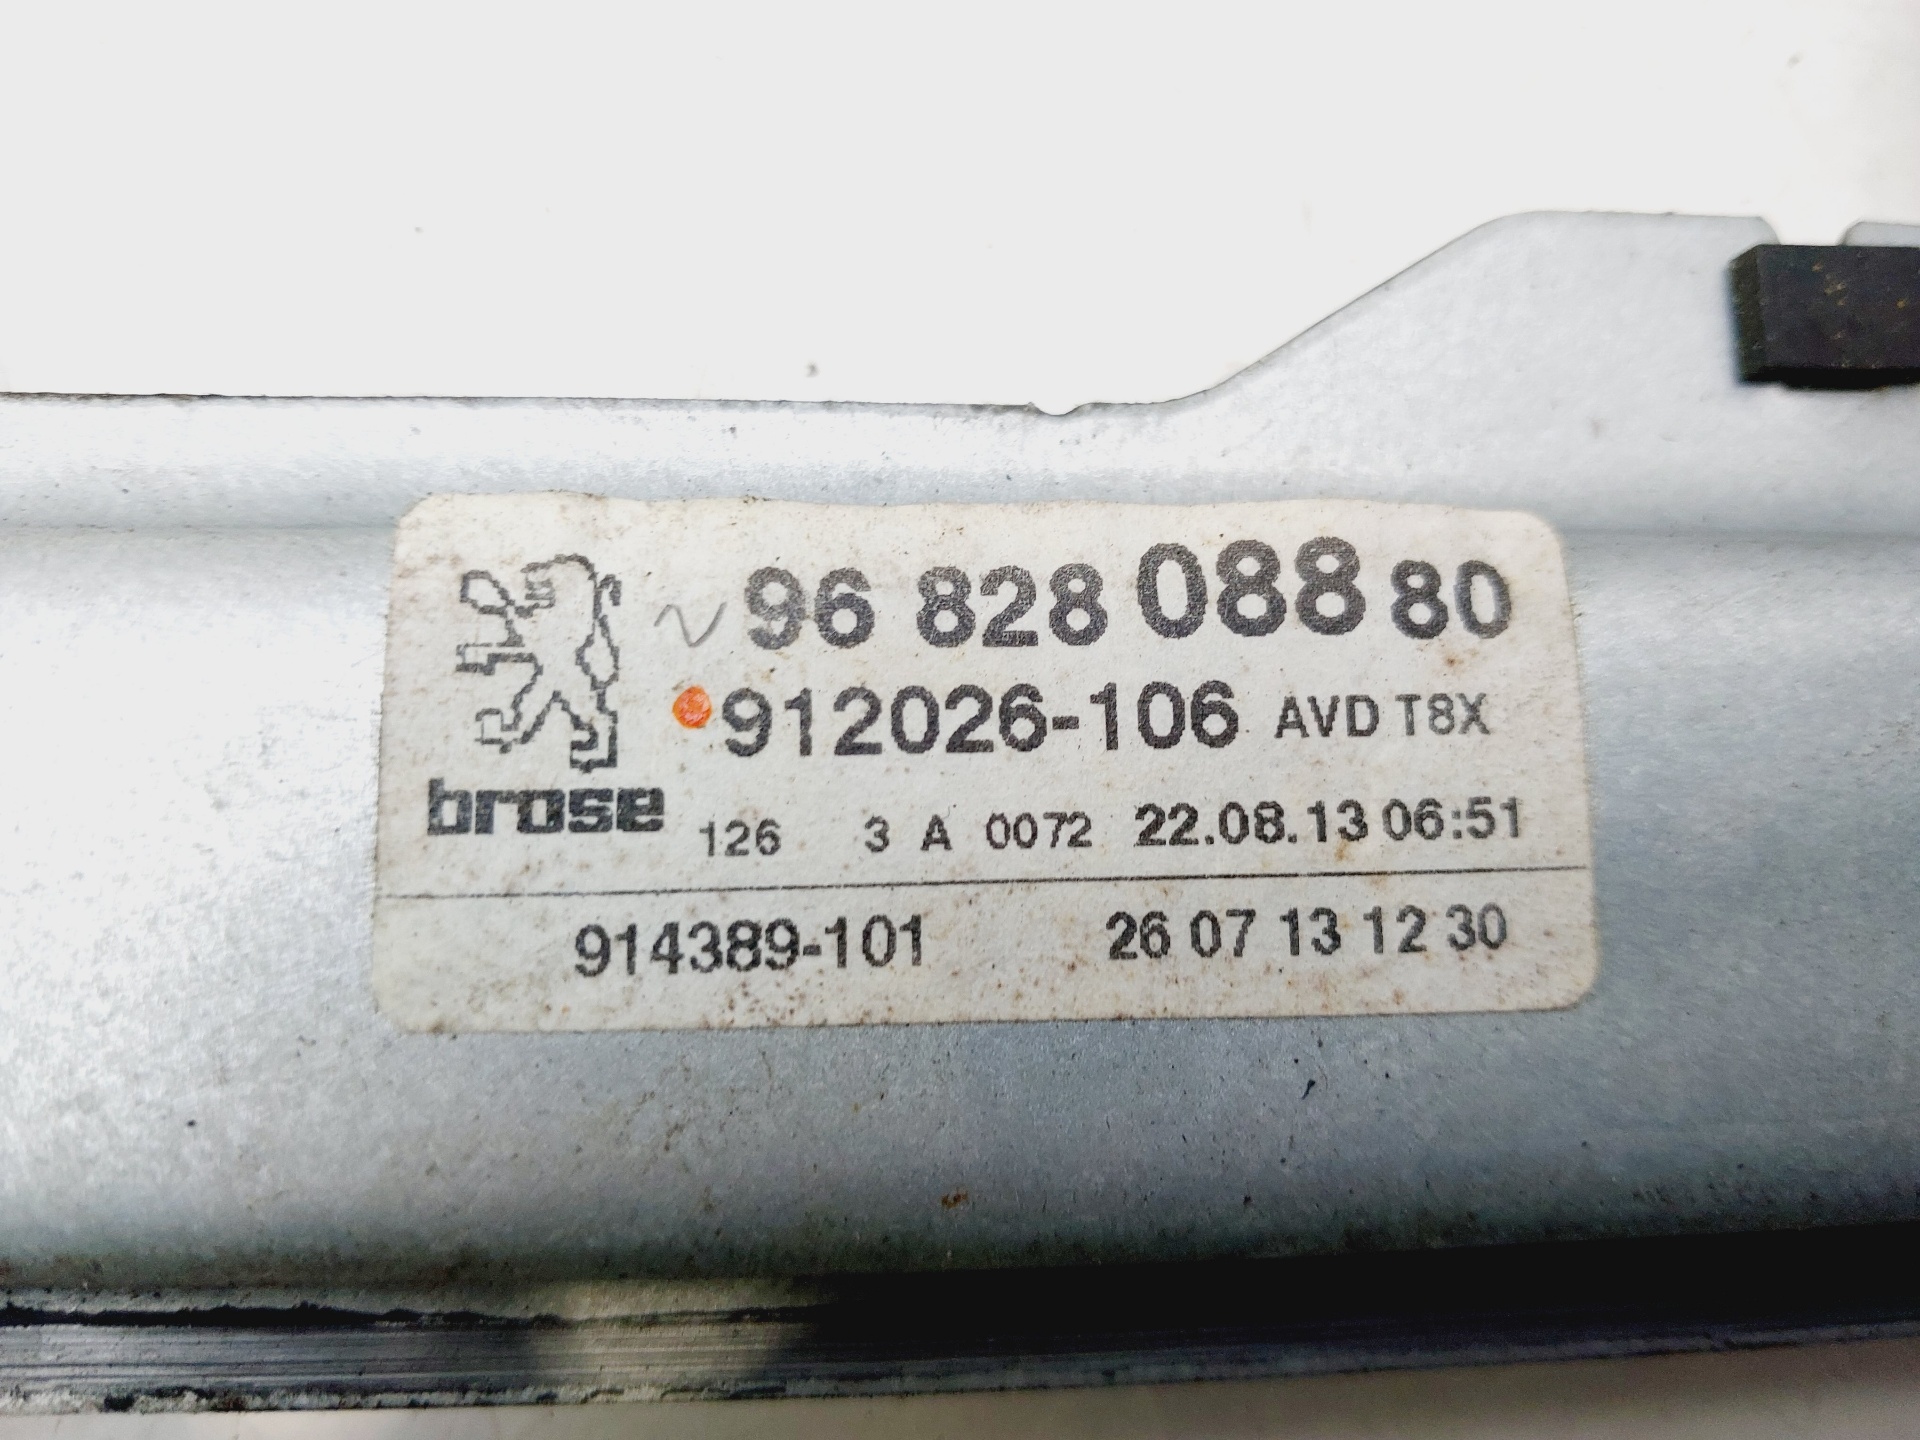 96 828 088 80
912026-106 AVD T8X
brose 126 3 A 0072 22.08.13 06:51
914389-101 26 07 13 12 30